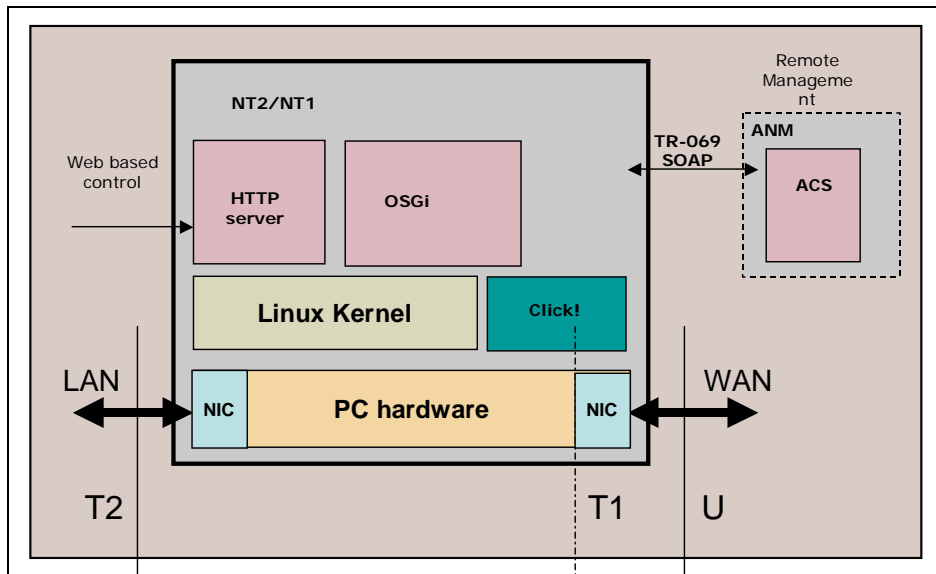 Remote
Manageme
nt
NT2/NT1
ANM
TR-069
SOAP
Web based
control
HTTP
server
OSGi
ACS
Linux Kernel
Click!
LAN
WAN
NIC
PC hardware
NIC
T2
T1
U